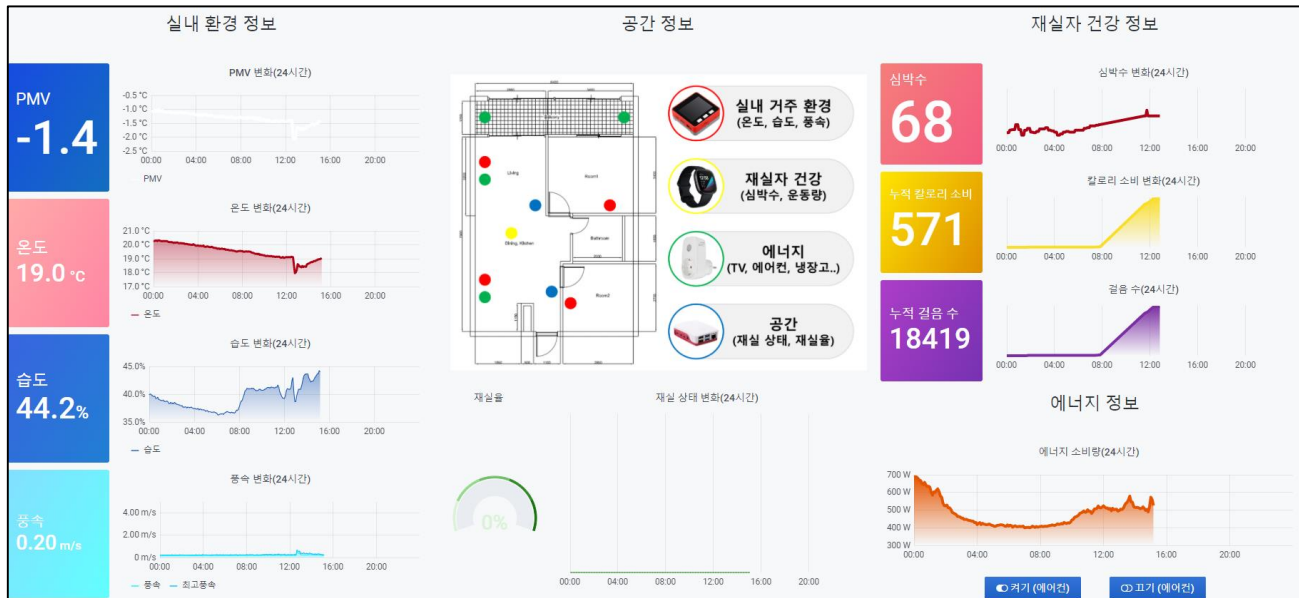 실내 환경 정보
공간 정보
재실자 건강 정보
PMV
-1.4
PMV 변화(24시간)
-0.5 °C
-1.0 °C
-1.5 °C
-2.0 °C
-2.5 °C
00:00 04:00 08:00 12:00 16:00 20:00
PMV
온도
19.0 °C
온도 변화(24시간)
21.0 °C
20.0 °C
19.0 °C
18.0 °C
17.0 °C
00:00 04:00 08:00 12:00 16:00 20:00
온도
습도
44.2%
습도 변화(24시간)
45.0%
40.0%
35.0%
00:00 04:00 08:00 12:00 16:00 20:00
습도
풍속
0.20 m/s
풍속 변화(24시간)
4.00 m/s
2.00 m/s
0 m/s
00:00 04:00 08:00 12:00 16:00 20:00
풍속 최고풍속
Living
Room1
Dining, Kitchen
Bathroom
Room2
실내 거주 환경
(온도, 습도, 풍속)
재실자 건강
(심박수, 운동량)
에너지
(TV, 에어컨, 냉장고..)
공간
(재실 상태, 재실율)
재실율
0%
재실 상태 변화(24시간)
00:00 04:00 08:00 12:00 16:00 20:00
심박수
68
심박수 변화(24시간)
00:00 04:00 08:00 12:00 16:00 20:00
누적 칼로리 소비
571
칼로리 소비 변화(24시간)
00:00 04:00 08:00 12:00 16:00 20:00
누적 걸음 수
18419
걸음 수(24시간)
00:00 04:00 08:00 12:00 16:00 20:00
에너지 정보
에너지 소비량(24시간)
700 W
600 W
500 W
400 W
300 W
00:00 04:00 08:00 12:00 16:00 20:00
켜기 (에어컨)
끄기 (에어컨)